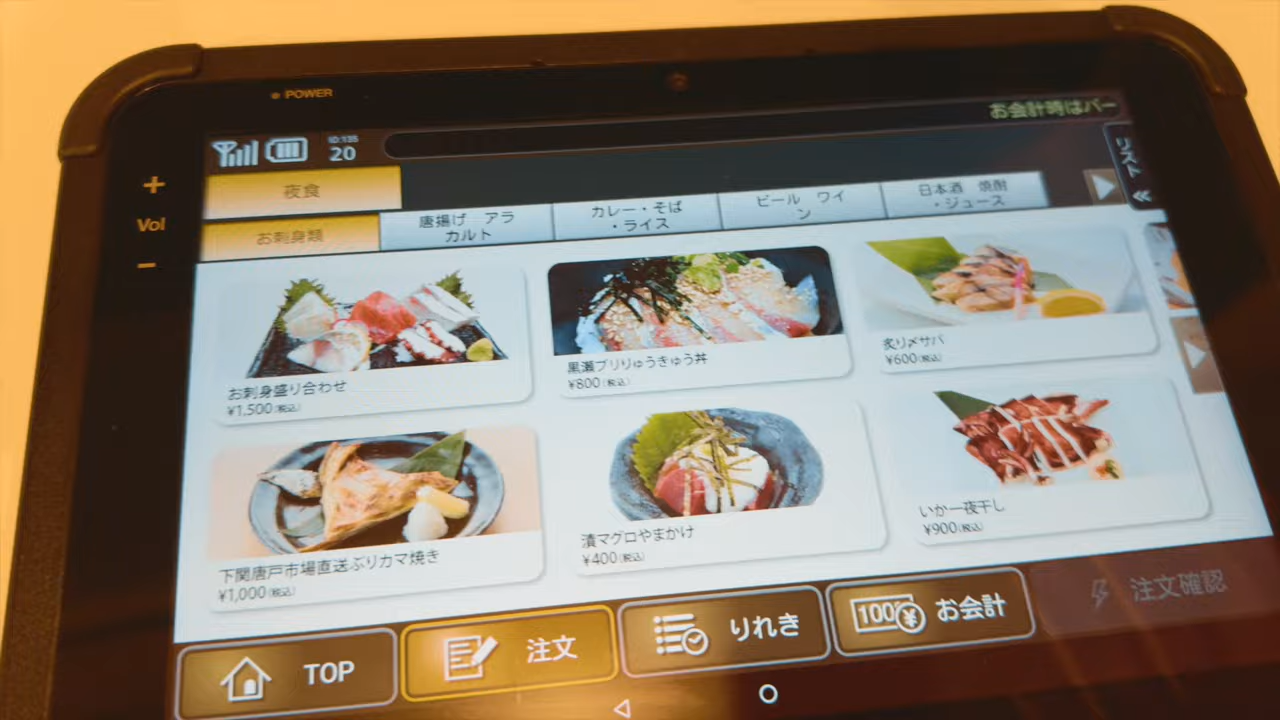 POWER
お会計時はバー
ID:135
20
リスト
Vol
夜食
お刺身類
唐揚げ　アラ
カルト
カレー・そば
・ライス
ビール　ワイ
ン
日本酒　焼酎
・ジュース
お刺身盛り合わせ
¥1,500(税込)
黒瀬ブリりゅうきゅう丼
¥800(税込)
炙り〆サバ
¥600(税込)
下関唐戸市場直送ぶりカマ焼き
¥1,000(税込)
漬マグロやまかけ
¥400(税込)
いか一夜干し
¥900(税込)
TOP
注文
りれき
100 ¥
お会計
注文確認